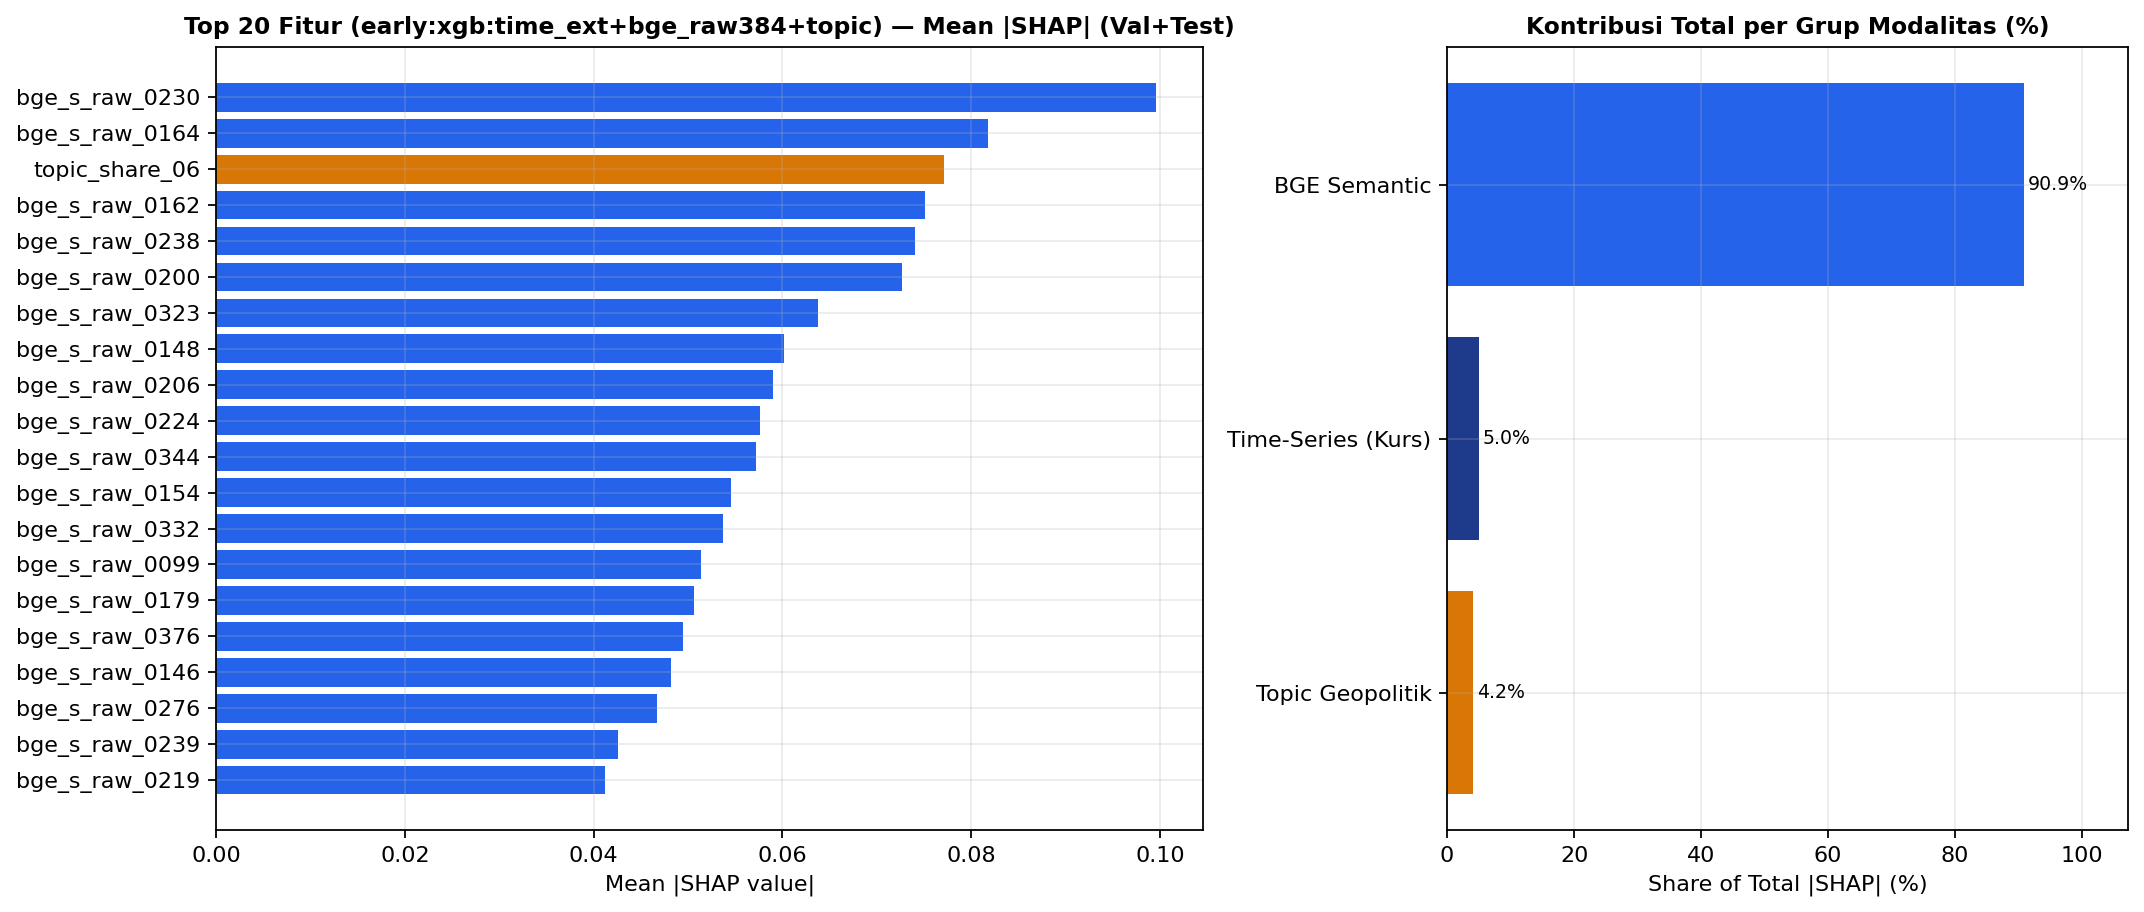 Top 20 Fitur (early:xgb:time_ext+bge_raw384+topic) — Mean |SHAP| (Val+Test)
bge_s_raw_0230
bge_s_raw_0164
topic_share_06
bge_s_raw_0162
bge_s_raw_0238
bge_s_raw_0200
bge_s_raw_0323
bge_s_raw_0148
bge_s_raw_0206
bge_s_raw_0224
bge_s_raw_0344
bge_s_raw_0154
bge_s_raw_0332
bge_s_raw_0099
bge_s_raw_0179
bge_s_raw_0376
bge_s_raw_0146
bge_s_raw_0276
bge_s_raw_0239
bge_s_raw_0219
0.00 0.02 0.04 0.06 0.08 0.10
Mean |SHAP value|
Kontribusi Total per Grup Modalitas (%)
BGE Semantic 90.9%
Time-Series (Kurs) 5.0%
Topic Geopolitik 4.2%
0 20 40 60 80 100
Share of Total |SHAP| (%)